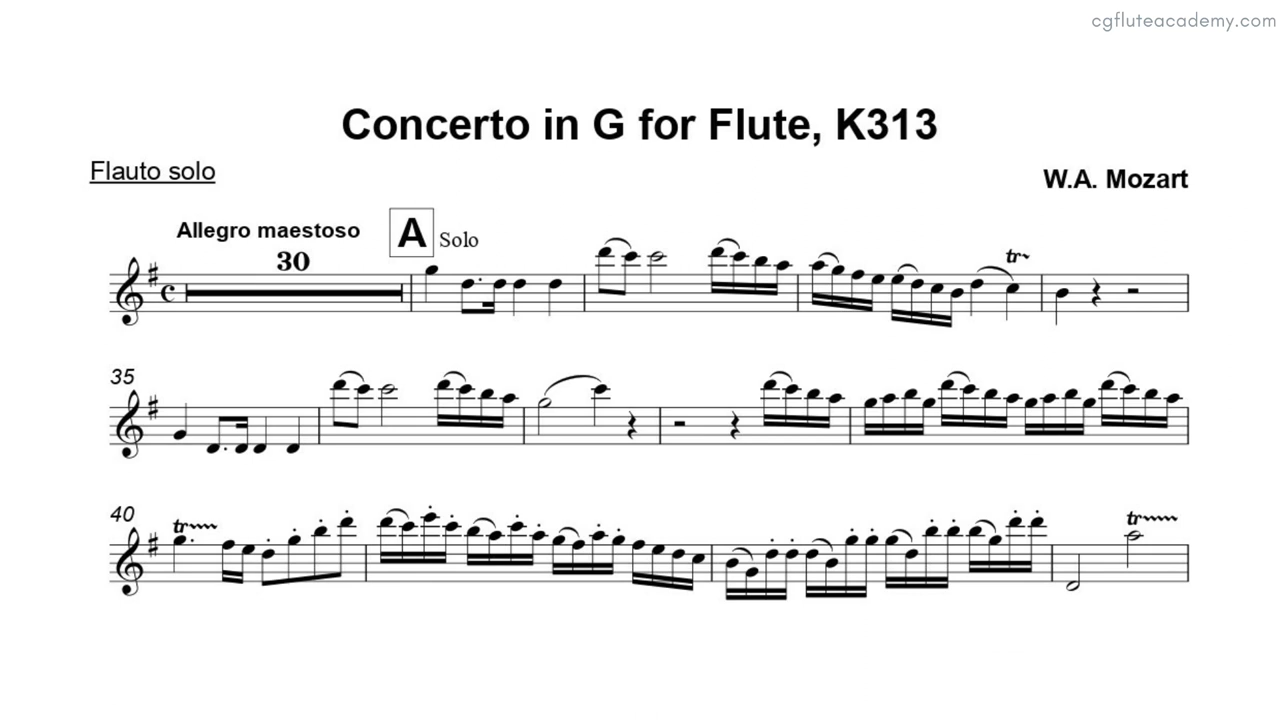 cgfluteacademy.com
Concerto in G for Flute, K313
Flauto solo
W.A. Mozart
Allegro maestoso
A Solo
30
tr
35
40
tr
tr